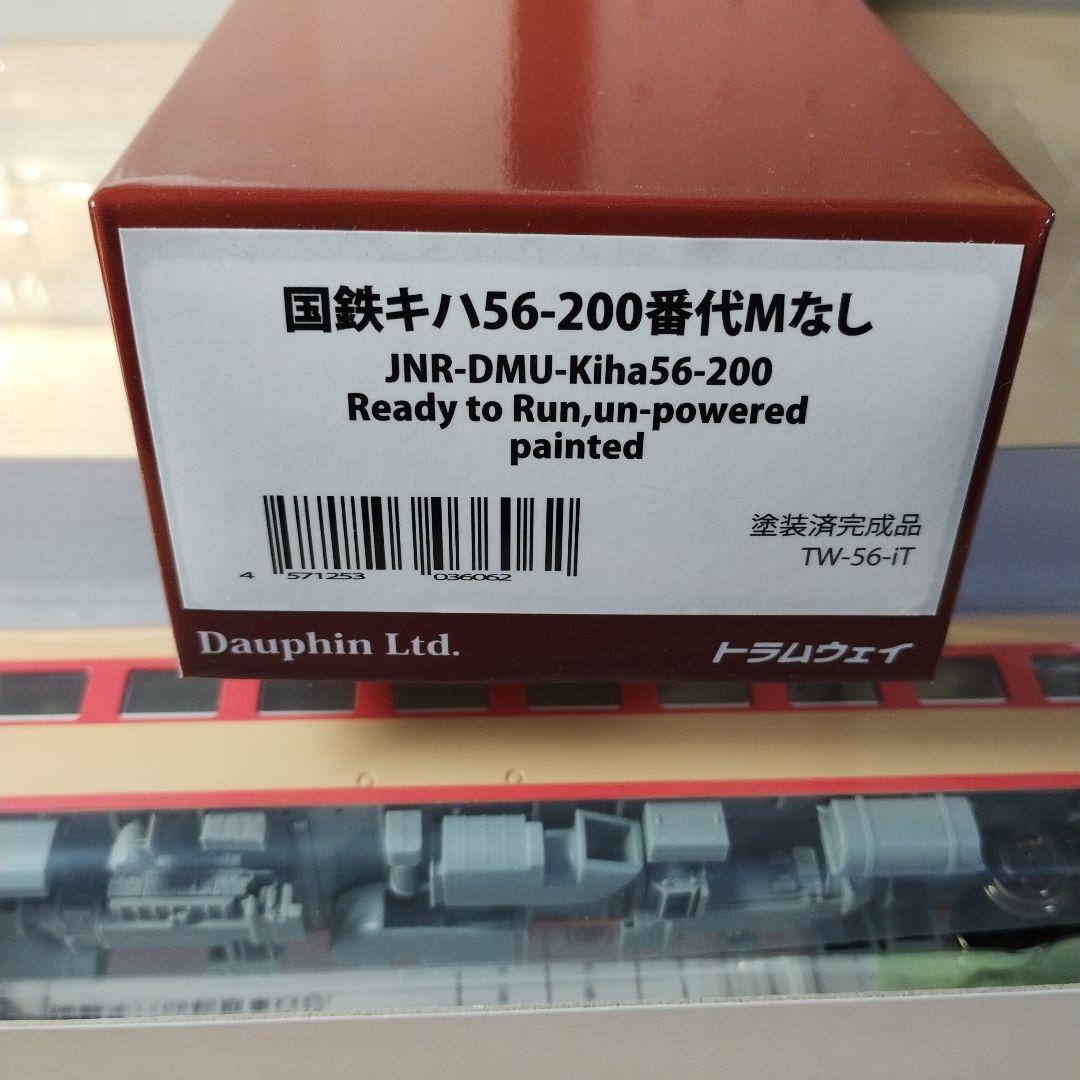 国鉄キハ56-200番代Mなし
JNR-DMU-Kiha56-200
Ready to Run,un-powered
painted
塗装済完成品
TW-56-iT
4 571253 036062
Dauphin Ltd.
トラムウェイ